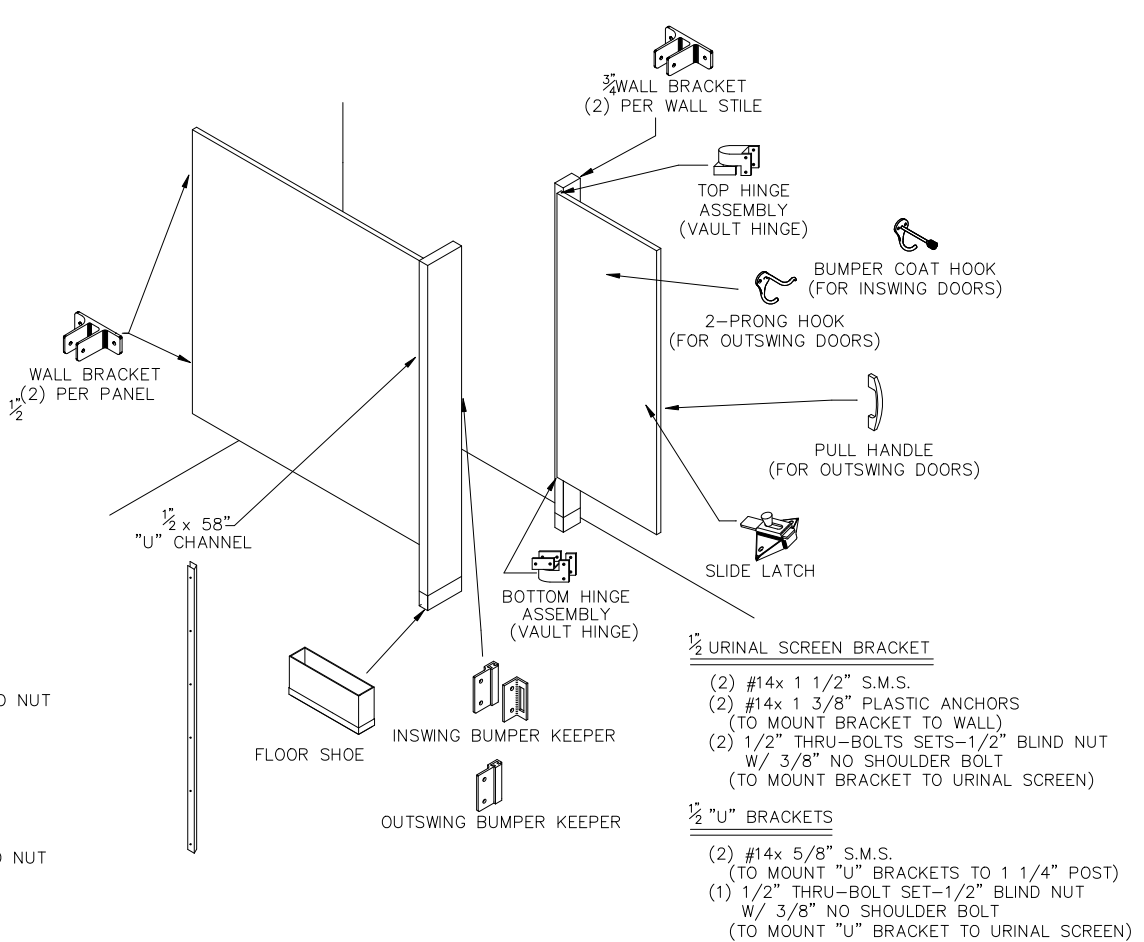 3/4" WALL BRACKET
(2) PER WALL STILE
TOP HINGE
ASSEMBLY
(VAULT HINGE)
BUMPER COAT HOOK
(FOR INSWING DOORS)
2-PRONG HOOK
(FOR OUTSWING DOORS)
WALL BRACKET
1/2" (2) PER PANEL
PULL HANDLE
(FOR OUTSWING DOORS)
1/2" x 58"
"U" CHANNEL
SLIDE LATCH
BOTTOM HINGE
ASSEMBLY
(VAULT HINGE)
FLOOR SHOE
INSWING BUMPER KEEPER
OUTSWING BUMPER KEEPER
NUT
NUT
1/2" URINAL SCREEN BRACKET
(2) #14x 1 1/2" S.M.S.
(2) #14x 1 3/8" PLASTIC ANCHORS
(TO MOUNT BRACKET TO WALL)
(2) 1/2" THRU-BOLTS SETS-1/2" BLIND NUT
W/ 3/8" NO SHOULDER BOLT
(TO MOUNT BRACKET TO URINAL SCREEN)
1/2" "U" BRACKETS
(2) #14x 5/8" S.M.S.
(TO MOUNT "U" BRACKETS TO 1 1/4" POST)
(1) 1/2" THRU-BOLT SET-1/2" BLIND NUT
W/ 3/8" NO SHOULDER BOLT
(TO MOUNT "U" BRACKET TO URINAL SCREEN)